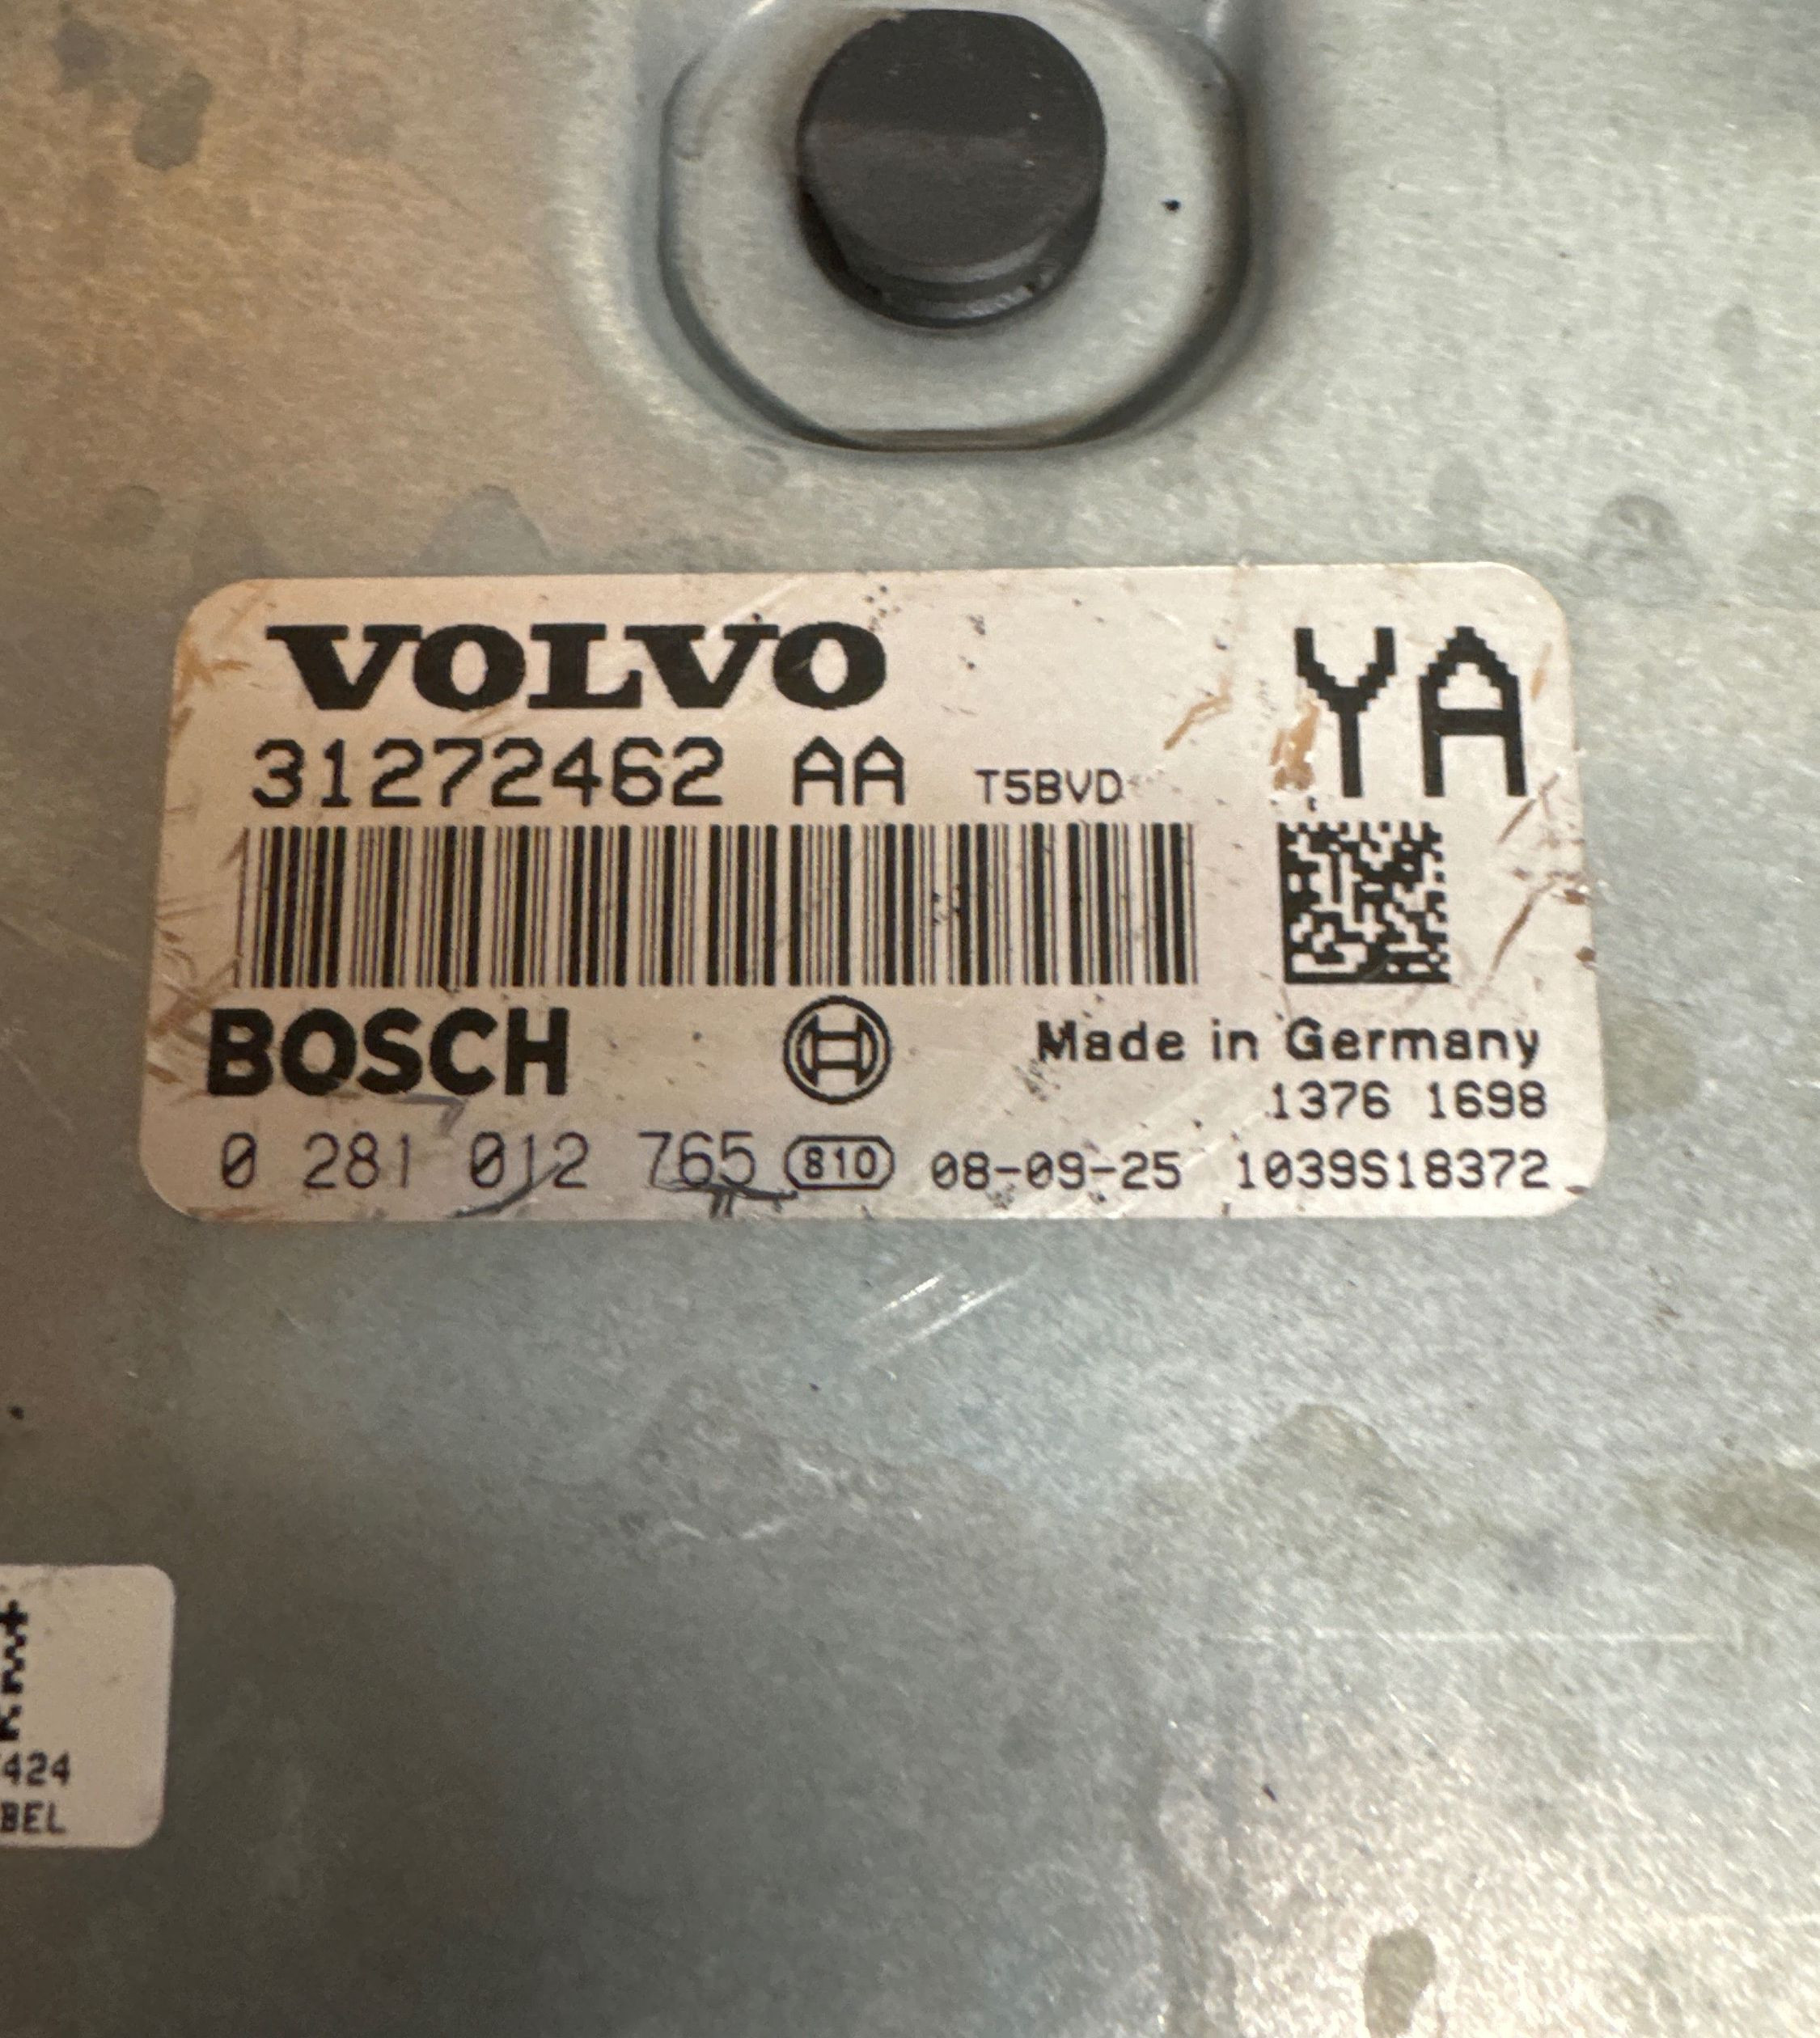 VOLVO
YA
31272462 AA T5BVD
BOSCH
Made in Germany
1376 1698
0 281 012 765 810 08-09-25 1039S18372
424
BEL